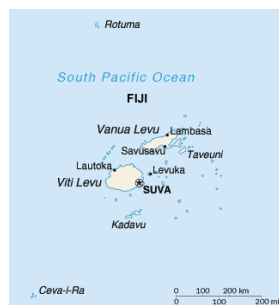 Rotuma
South Pacific Ocean
FIJI
Vanua Levu
Lambasa
Savusavu
Taveuni
Lautoka
Levuka
Viti Levu
SUVA
Kadavu
Ceva-i-Ra
0 100 200 km
0 100 200 mi